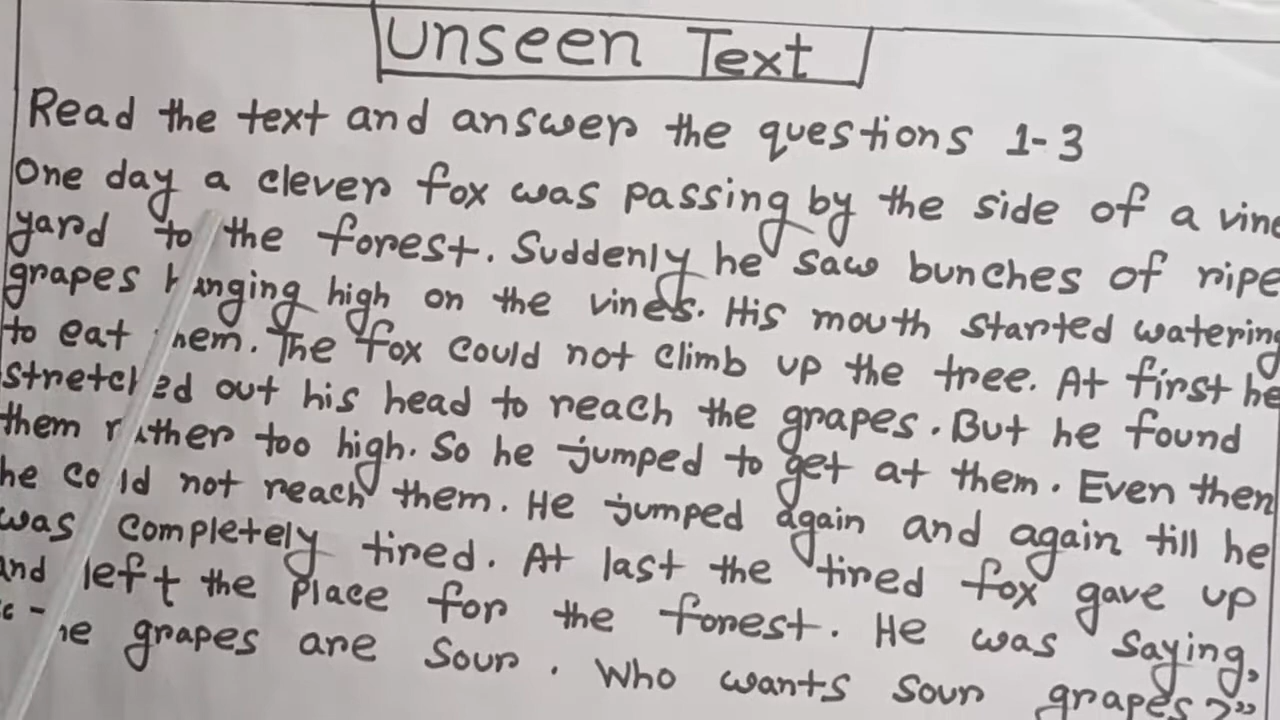 Unseen Text
Read the text and answer the questions 1-3
One day a clever fox was passing by the side of a vine
yard to the forest. Suddenly he saw bunches of ripe
grapes hanging high on the vines. His mouth started watering
to eat them. The fox could not climb up the tree. At first he
stretched out his head to reach the grapes. But he found
them rather too high. So he jumped to get at them. Even then
he could not reach them. He jumped again and again till he
was completely tired. At last the tired fox gave up
and left the place for the forest. He was saying,
"The grapes are sour. Who wants sour grapes?"